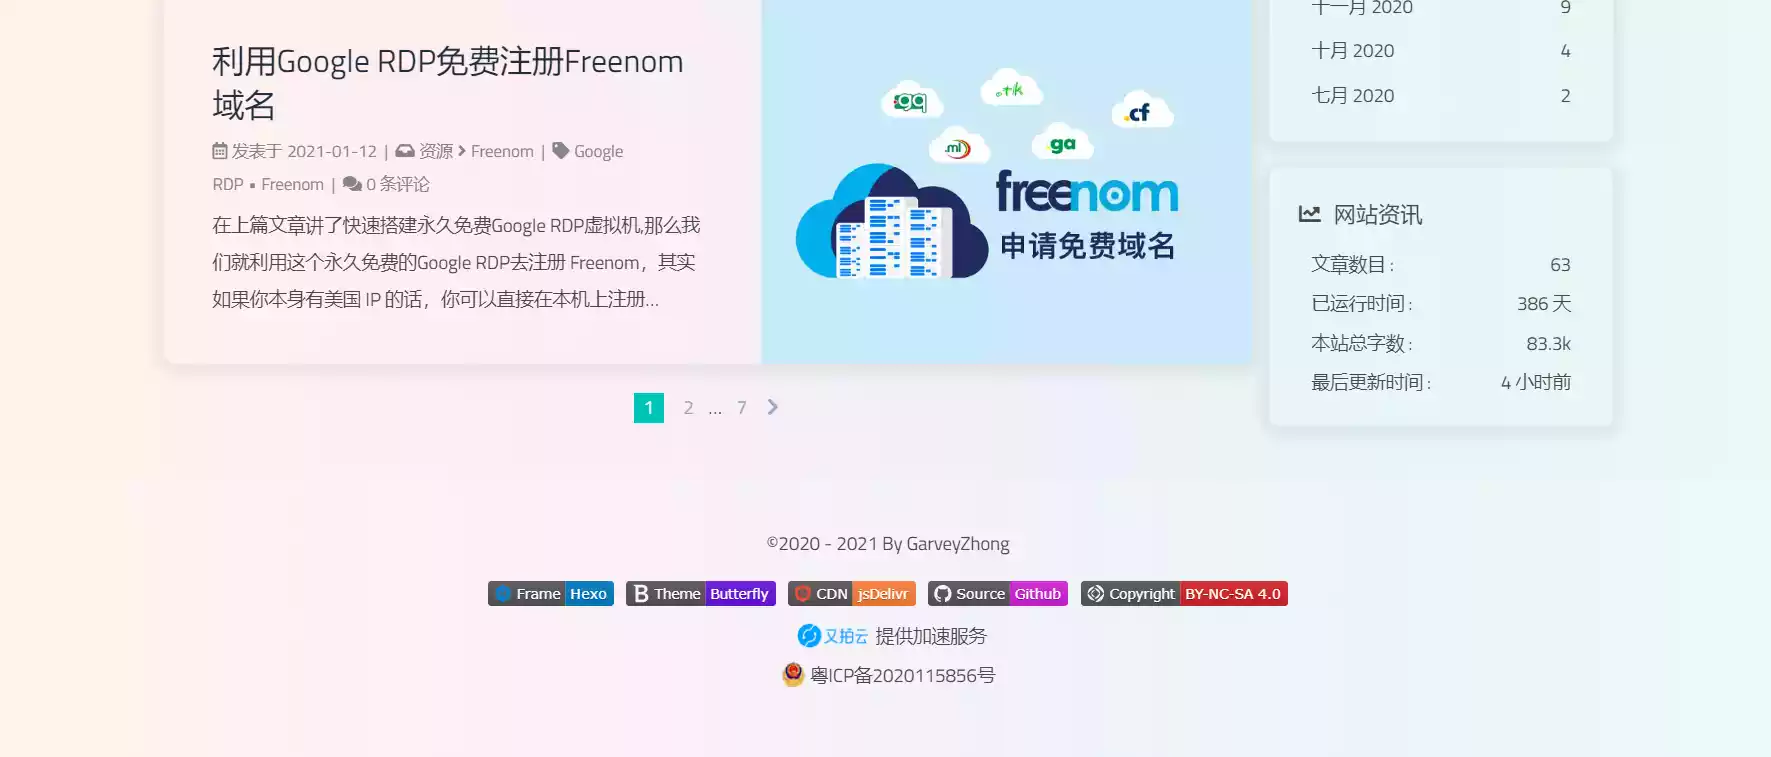 利用Google RDP免费注册Freenom
域名
发表于 2021-01-12 | 资源 > Freenom | Google
RDP • Freenom | 0 条评论
在上篇文章讲了快速搭建永久免费Google RDP虚拟机,那么我
们就利用这个永久免费的Google RDP去注册 Freenom，其实
如果你本身有美国 IP 的话，你可以直接在本机上注册...
.gq
.tk
.cf
.ml
.ga
freenom
申请免费域名
1 2 ... 7 >
十一月 2020 9
十月 2020 4
七月 2020 2
网站资讯
文章数目 : 63
已运行时间 : 386 天
本站总字数 : 83.3k
最后更新时间 : 4 小时前
©2020 - 2021 By GarveyZhong
Frame Hexo Theme Butterfly CDN jsDelivr Source Github Copyright BY-NC-SA 4.0
又拍云 提供加速服务
粤ICP备2020115856号